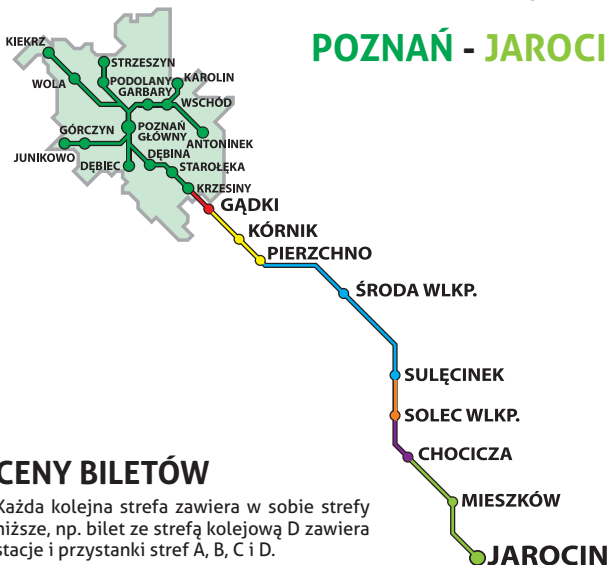 POZNAŃ - JAROCI
KIEKRZ
STRZESZYN
WOLA
PODOLANY
KAROLIN
GARBARY
WSCHÓD
GÓRCZYN
POZNAŃ
GŁÓWNY
ANTONINEK
JUNIKOWO
DĘBINA
DĘBIEC
STAROŁĘKA
KRZESINY
GĄDKI
KÓRNIK
PIERZCHNO
ŚRODA WLKP.
SULĘCINEK
SOLEC WLKP.
CHOCICZA
MIESZKÓW
JAROCIN
CENY BILETÓW
Każda kolejna strefa zawiera w sobie strefy
niższe, np. bilet ze strefą kolejową D zawiera
stacje i przystanki stref A, B, C i D.